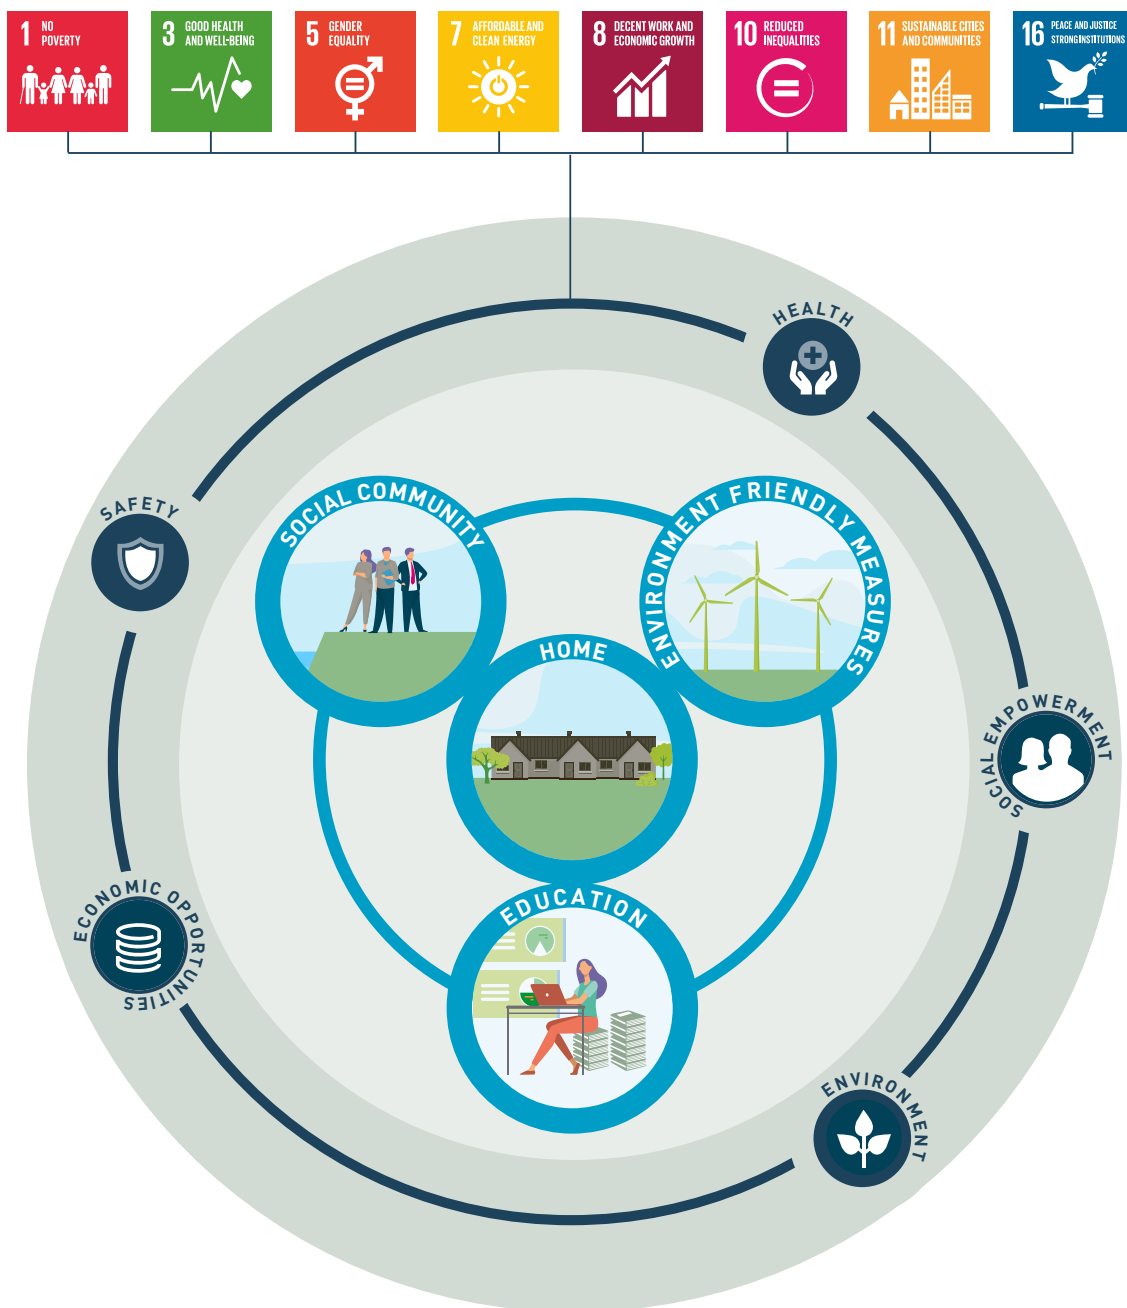 1 NO
POVERTY
3 GOOD HEALTH
AND WELL-BEING
5 GENDER
EQUALITY
7 AFFORDABLE AND
CLEAN ENERGY
8 DECENT WORK AND
ECONOMIC GROWTH
10 REDUCED
INEQUALITIES
11 SUSTAINABLE CITIES
AND COMMUNITIES
16 PEACE AND JUSTICE
STRONG INSTITUTIONS
HEALTH
SAFETY
SOCIAL COMMUNITY
ENVIRONMENT FRIENDLY MEASURES
HOME
SOCIAL EMPOWERMENT
EDUCATION
ECONOMIC OPPORTUNITIES
ENVIRONMENT